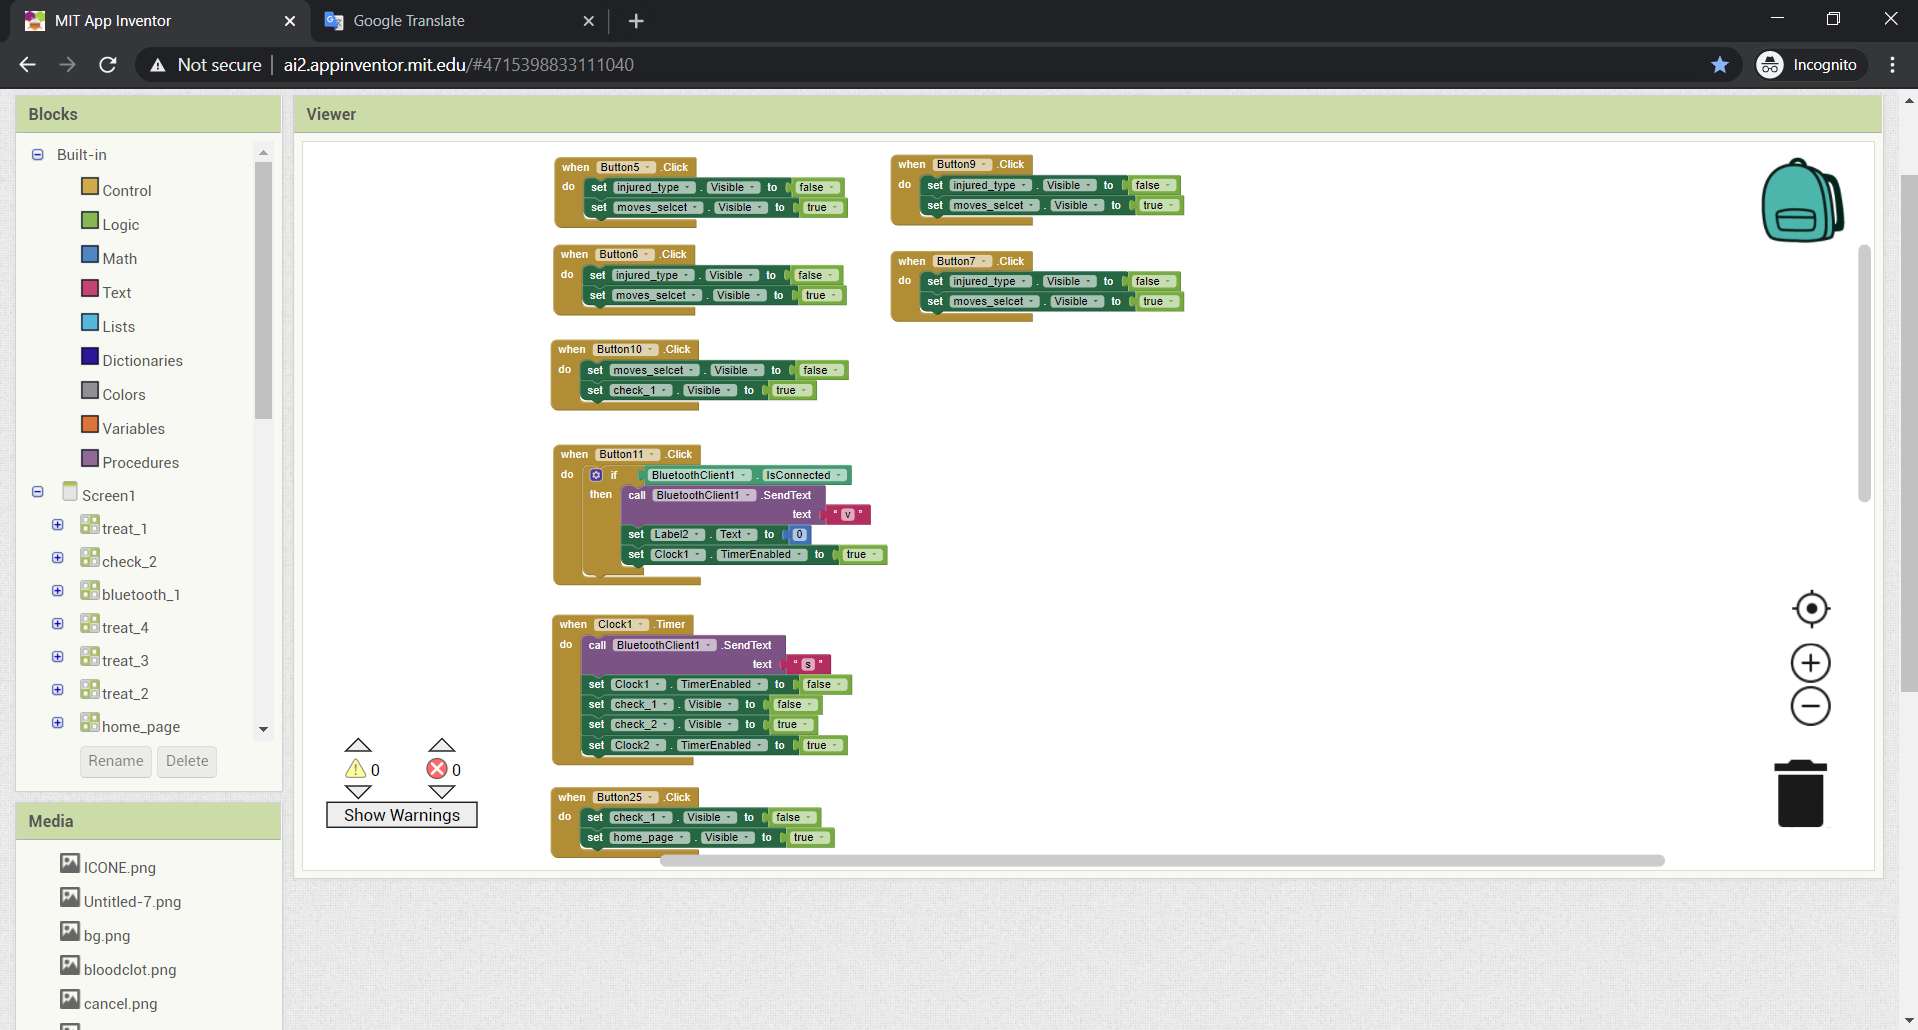 MIT App Inventor
Google Translate
Not secure | ai2.appinventor.mit.edu/#4715398833111040
Incognito
Blocks
Built-in
Control
Logic
Math
Text
Lists
Dictionaries
Colors
Variables
Procedures
Screen1
treat_1
check_2
bluetooth_1
treat_4
treat_3
treat_2
home_page
Rename Delete
Media
ICONE.png
Untitled-7.png
bg.png
bloodclot.png
cancel.png
Viewer
when Button5 .Click
do set injured_type . Visible to false
set moves_selcet . Visible to true
when Button9 .Click
do set injured_type . Visible to false
set moves_selcet . Visible to true
when Button6 .Click
do set injured_type . Visible to false
set moves_selcet . Visible to true
when Button7 .Click
do set injured_type . Visible to false
set moves_selcet . Visible to true
when Button10 .Click
do set moves_selcet . Visible to false
set check_1 . Visible to true
when Button11 .Click
do if BluetoothClient1 . IsConnected
then call BluetoothClient1 .SendText
text " v "
set Label2 . Text to 0
set Clock1 . TimerEnabled to true
when Clock1 .Timer
do call BluetoothClient1 .SendText
text " s "
set Clock1 . TimerEnabled to false
set check_1 . Visible to false
set check_2 . Visible to true
set Clock2 . TimerEnabled to true
when Button25 .Click
do set check_1 . Visible to false
set home_page . Visible to true
0 0
Show Warnings